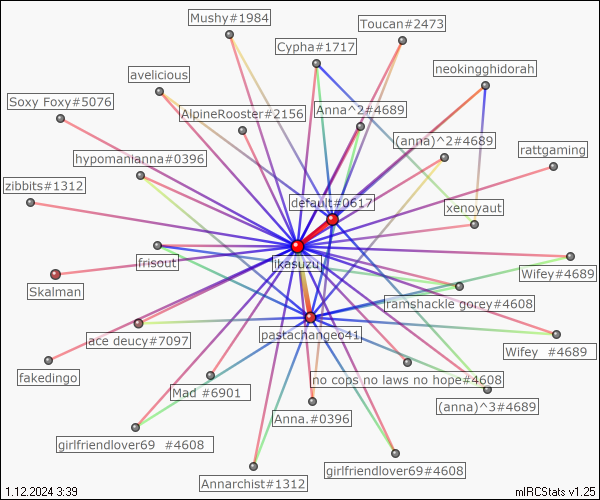 Mushy#1984
Toucan#2473
Cypha#1717
neokingghidorah
avelicious
Soxy Foxy#5076
AlpineRooster#2156
Anna^2#4689
(anna)^2#4689
rattgaming
hypomanianna#0396
zibbits#1312
default#0617
xenoyaut
frisout
ikasuzu
Wifey#4689
Skalman
ramshackle gorey#4608
ace deucy#7097
pastachangeo41
Wifey #4689
fakedingo
no cops no laws no hope#4608
Mad #6901
Anna.#0396
(anna)^3#4689
girlfriendlover69 #4608
girlfriendlover69#4608
Annarchist#1312
1.12.2024 3:39
mIRCStats v1.25